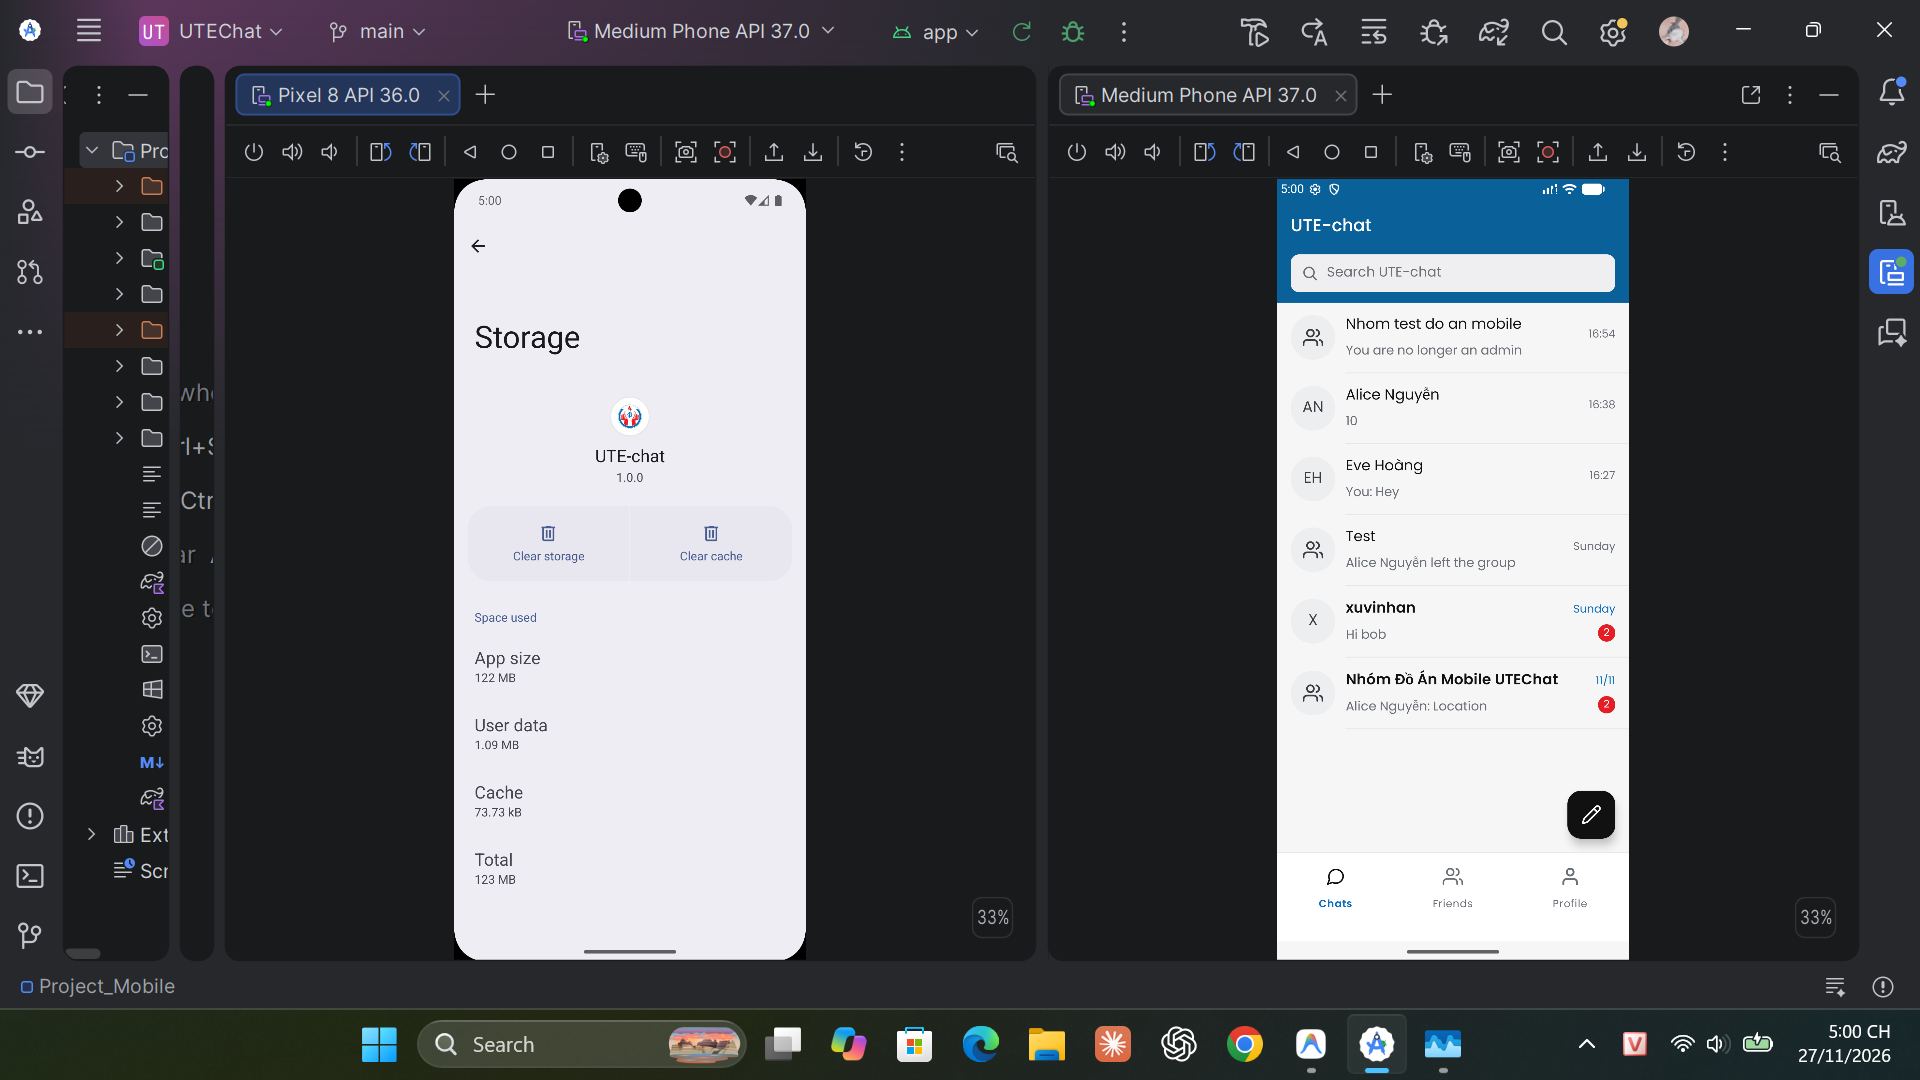 UT UTEChat main Medium Phone API 37.0 app
Pro
Ext
Scr
whe
rl+S
Ctr
ar
e to
Pixel 8 API 36.0
5:00
Storage
UTE-chat
1.0.0
Clear storage Clear cache
Space used
App size
122 MB
User data
1.09 MB
Cache
73.73 kB
Total
123 MB
33%
Medium Phone API 37.0
5:00
UTE-chat
Search UTE-chat
Nhom test do an mobile 16:54
You are no longer an admin
AN Alice Nguyễn 16:38
10
EH Eve Hoàng 16:27
You: Hey
Test Sunday
Alice Nguyễn left the group
X xuvinhan Sunday
Hi bob 2
Nhóm Đồ Án Mobile UTEChat 11/11
Alice Nguyễn: Location 2
Chats Friends Profile
33%
M↓
Project_Mobile
Search
V
5:00 CH
27/11/2026